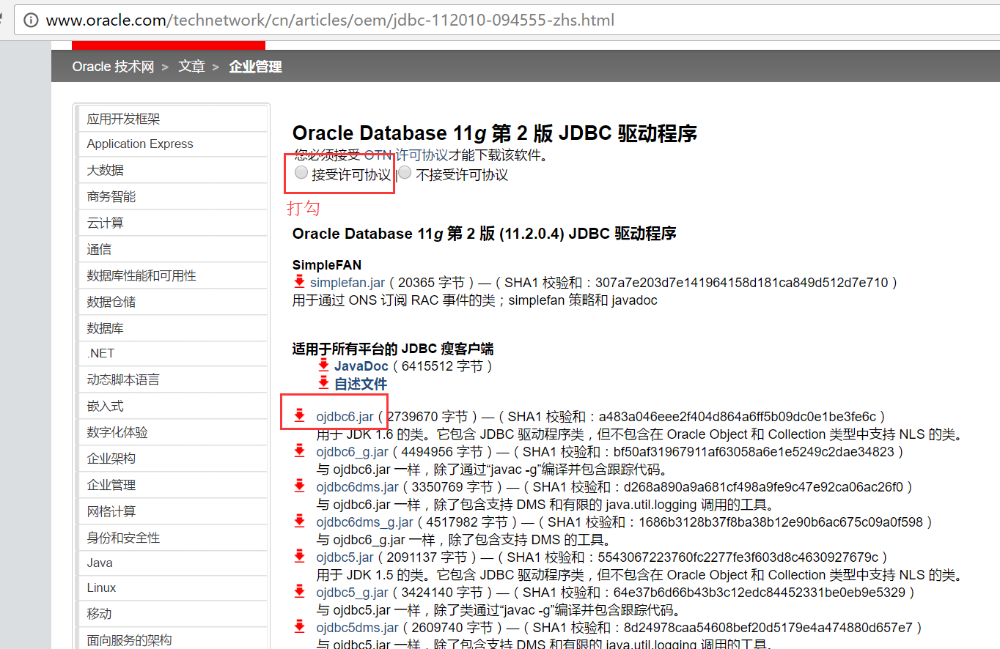 www.oracle.com/technetwork/cn/articles/oem/jdbc-112010-094555-zhs.html
Oracle 技术网 > 文章 > 企业管理
应用开发框架
Application Express
大数据
商务智能
云计算
通信
数据库性能和可用性
数据仓储
数据库
.NET
动态脚本语言
嵌入式
数字化体验
企业架构
企业管理
网格计算
身份和安全性
Java
Linux
移动
面向服务的架构
Oracle Database 11g 第 2 版 JDBC 驱动程序
您必须接受 OTN 许可协议才能下载该软件。
接受许可协议 | 不接受许可协议
打勾
Oracle Database 11g 第 2 版 (11.2.0.4) JDBC 驱动程序
SimpleFAN
simplefan.jar（20365 字节）—（SHA1 校验和：307a7e203d7e141964158d181ca849d512d7e710）
用于通过 ONS 订阅 RAC 事件的类；simplefan 策略和 javadoc
适用于所有平台的 JDBC 瘦客户端
JavaDoc（6415512 字节）
自述文件
ojdbc6.jar（2739670 字节）—（SHA1 校验和：a483a046eee2f404d864a6ff5b09dc0e1be3fe6c）
用于 JDK 1.6 的类。它包含 JDBC 驱动程序类，但不包含在 Oracle Object 和 Collection 类型中支持 NLS 的类。
ojdbc6_g.jar（4494956 字节）—（SHA1 校验和：bf50af31967911af63058a6e1e5249c2dae34823）
与 ojdbc6.jar 一样，除了通过“javac -g”编译并包含跟踪代码。
ojdbc6dms.jar（3350769 字节）—（SHA1 校验和：d268a890a9a681cf498a9fe9c47e92ca06ac26f0）
与 ojdbc6.jar 一样，除了包含支持 DMS 和有限的 java.util.logging 调用的工具。
ojdbc6dms_g.jar（4517982 字节）—（SHA1 校验和：1686b3128b37f8ba38b12e90b6ac675c09a0f598）
与 ojdbc6_g.jar 一样，除了包含支持 DMS 的工具。
ojdbc5.jar（2091137 字节）—（SHA1 校验和：5543067223760fc2277fe3f603d8c4630927679c）
用于 JDK 1.5 的类。它包含 JDBC 驱动程序类，但不包含在 Oracle Object 和 Collection 类型中支持 NLS 的类。
ojdbc5_g.jar（3424140 字节）—（SHA1 校验和：64e37b6d66b43b3c12edc84452331be0eb9e5329）
与 ojdbc5.jar 一样，除了类通过“javac -g”编译并包含跟踪代码。
ojdbc5dms.jar（2609740 字节）—（SHA1 校验和：8d24978caa54608bef20d5179e4a474880d657e7）
与 ojdbc5.jar 一样，除了包含支持 DMS 和有限的 java.util.logging 调用的工具。